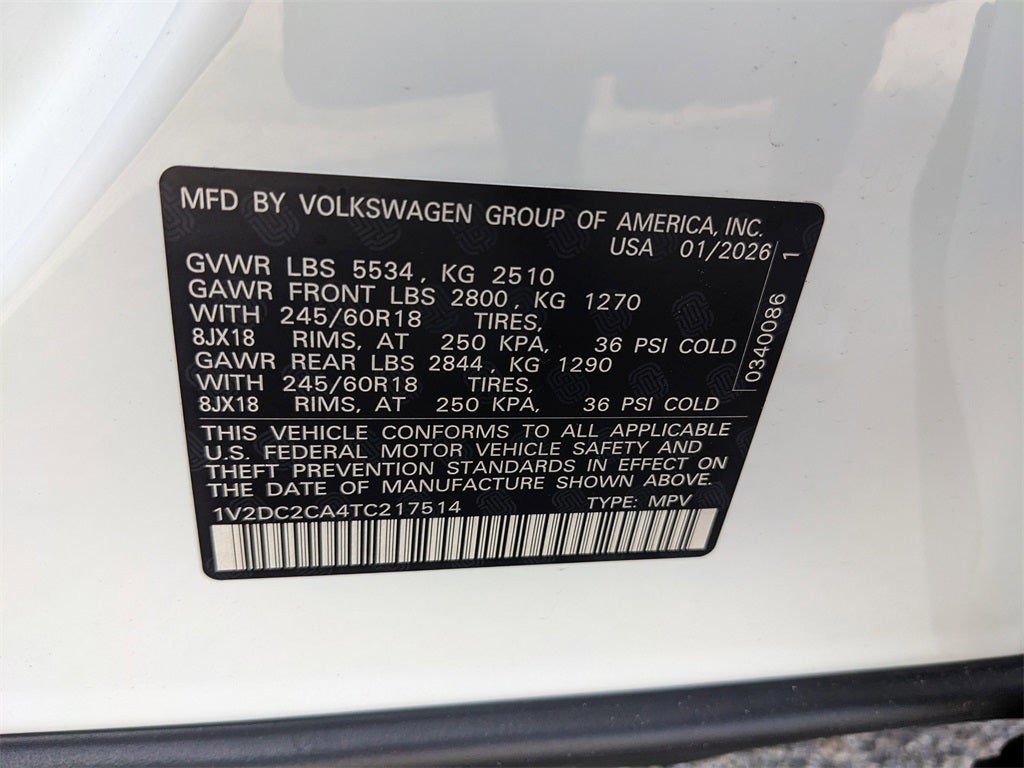 MFD BY VOLKSWAGEN GROUP OF AMERICA, INC.
USA 01/2026
GVWR LBS 5534, KG 2510
GAWR FRONT LBS 2800, KG 1270
WITH 245/60R18 TIRES,
8JX18 RIMS, AT 250 KPA, 36 PSI COLD
GAWR REAR LBS 2844, KG 1290
WITH 245/60R18 TIRES,
8JX18 RIMS, AT 250 KPA, 36 PSI COLD
THIS VEHICLE CONFORMS TO ALL APPLICABLE
U.S. FEDERAL MOTOR VEHICLE SAFETY AND
THEFT PREVENTION STANDARDS IN EFFECT ON
THE DATE OF MANUFACTURE SHOWN ABOVE.
1V2DC2CA4TC217514 TYPE: MPV
0340086 1